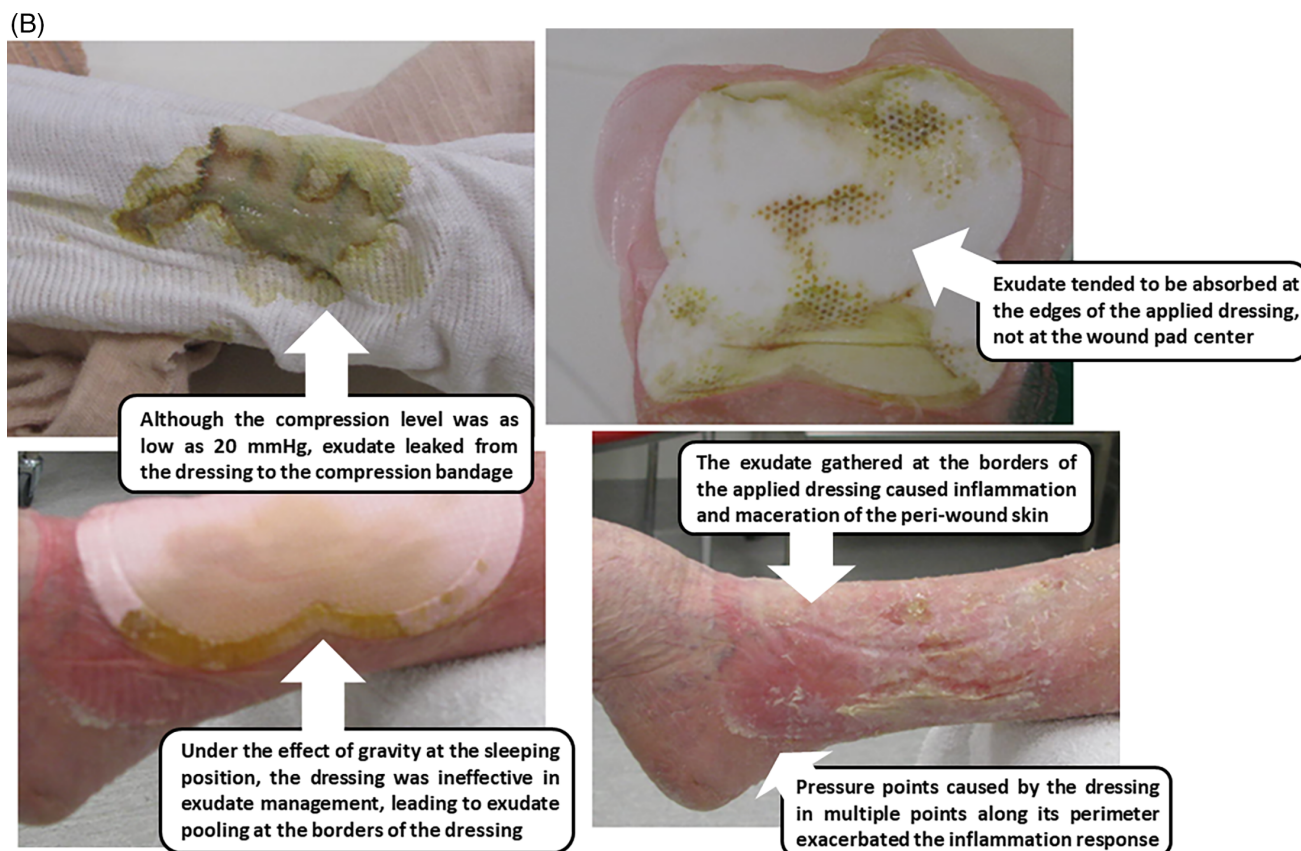 (B)
Exudate tended to be absorbed at
the edges of the applied dressing,
not at the wound pad center
Although the compression level was as
low as 20 mmHg, exudate leaked from
the dressing to the compression bandage
The exudate gathered at the borders of
the applied dressing caused inflammation
and maceration of the peri-wound skin
Under the effect of gravity at the sleeping
position, the dressing was ineffective in
exudate management, leading to exudate
pooling at the borders of the dressing
Pressure points caused by the dressing
in multiple points along its perimeter
exacerbated the inflammation response